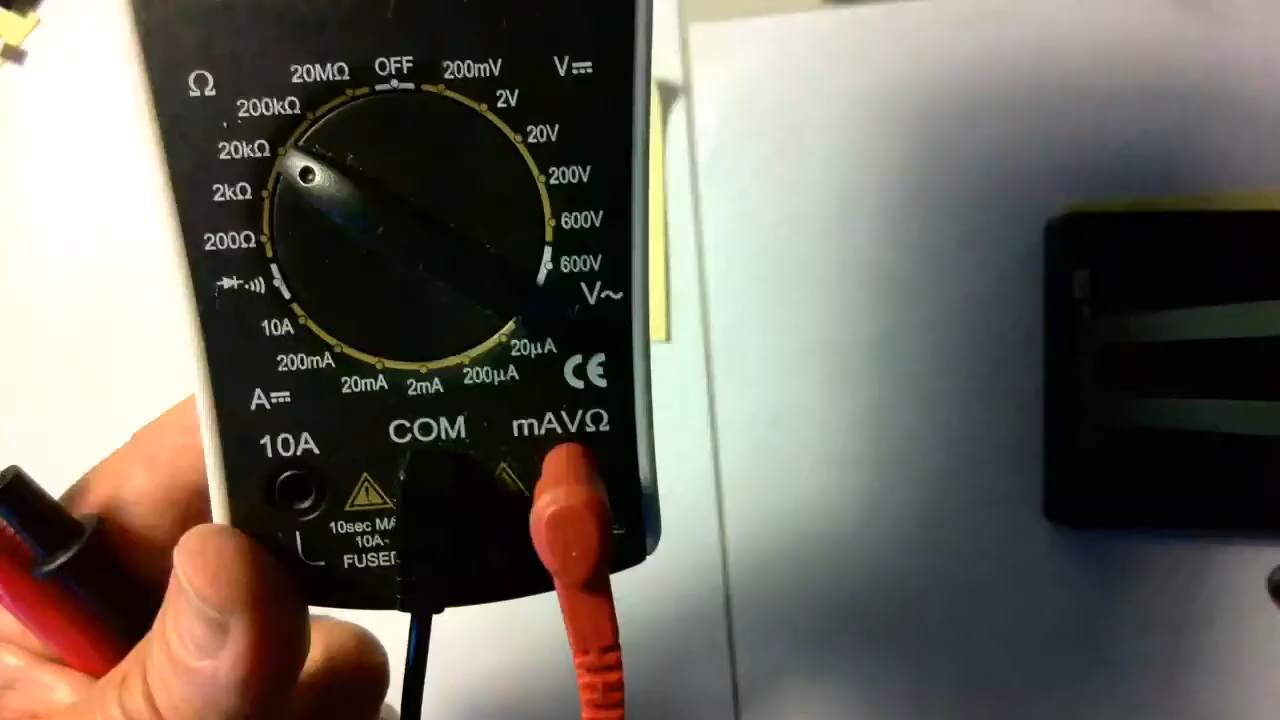 OFF
200mV
V
2V
20V
200V
600V
600V
V~
20µA
200µA
2mA
20mA
200mA
10A
A
200Ω
2kΩ
20kΩ
200kΩ
20MΩ
Ω
CE
10A
COM
mAVΩ
10sec
10A